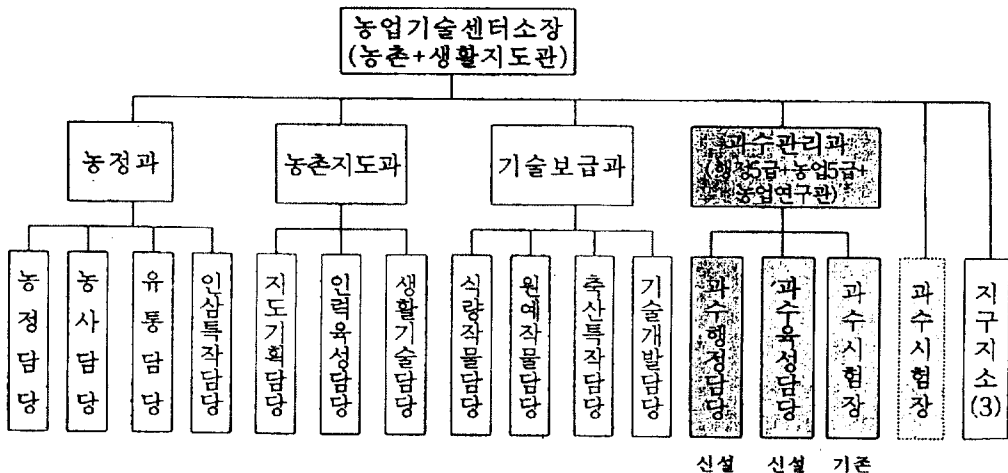 농업기술센터소장
(농촌+생활지도관)
농정과
농촌지도과
기술보급과
과수관리과
(행정5급+농업5급+
농업연구관)
농정담당
농사담당
유통담당
인삼특작담당
지도기획담당
인력육성담당
생활기술담당
식량작물담당
원예작물담당
축산특작담당
기술개발담당
과수행정담당
과수육성담당
과수시험장
과수시험장
지구지소(3)
신설
신설
기존